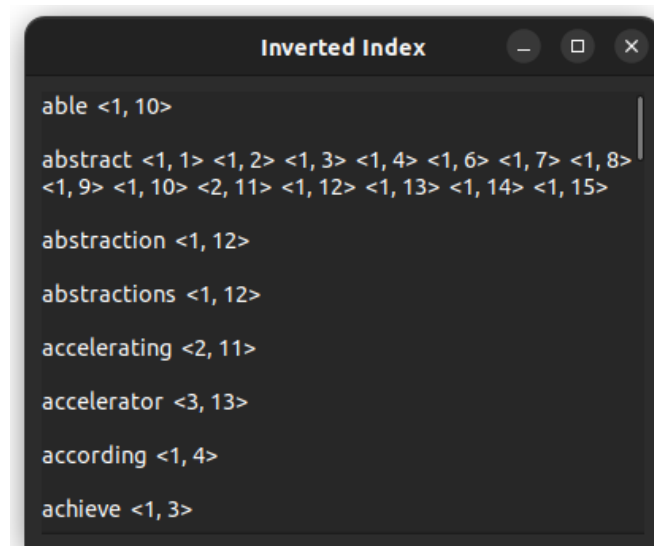 Inverted Index
able <1, 10>
abstract <1, 1> <1, 2> <1, 3> <1, 4> <1, 6> <1, 7> <1, 8>
<1, 9> <1, 10> <2, 11> <1, 12> <1, 13> <1, 14> <1, 15>
abstraction <1, 12>
abstractions <1, 12>
accelerating <2, 11>
accelerator <3, 13>
according <1, 4>
achieve <1, 3>